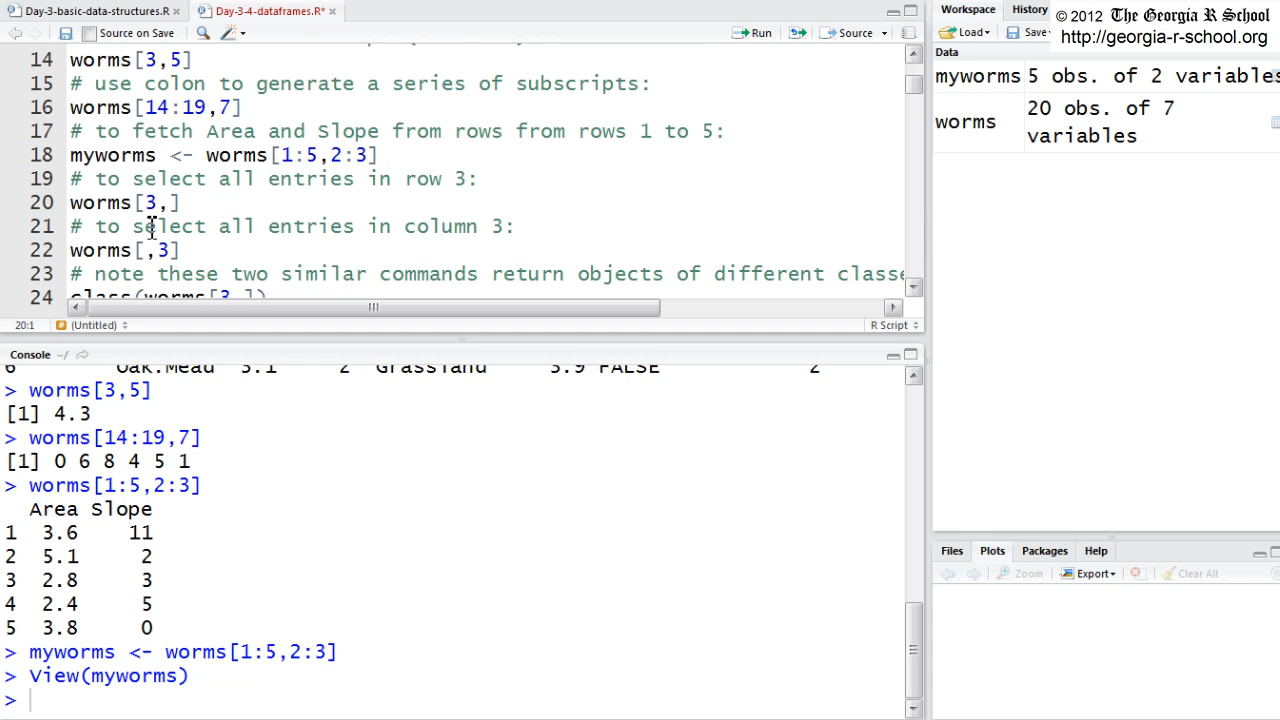 Day-3-basic-data-structures.R
Day-3-4-dataframes.R*
Source on Save
Run
Source
14 worms[3,5]
15 # use colon to generate a series of subscripts:
16 worms[14:19,7]
17 # to fetch Area and Slope from rows from rows 1 to 5:
18 myworms <- worms[1:5,2:3]
19 # to select all entries in row 3:
20 worms[3,]
21 # to select all entries in column 3:
22 worms[,3]
23 # note these two similar commands return objects of different classe
24 class(worms[3,])
20:1
(Untitled)
R Script
Console ~/
6 Oak.Mead 3.1 2 Grassland 3.9 FALSE 2
> worms[3,5]
[1] 4.3
> worms[14:19,7]
[1] 0 6 8 4 5 1
> worms[1:5,2:3]
Area Slope
1 3.6 11
2 5.1 2
3 2.8 3
4 2.4 5
5 3.8 0
> myworms <- worms[1:5,2:3]
> View(myworms)
>
Workspace History
© 2012 The Georgia R School
http://georgia-r-school.org
Load Save
Data
myworms 5 obs. of 2 variables
worms 20 obs. of 7 variables
Files Plots Packages Help
Zoom Export Clear All